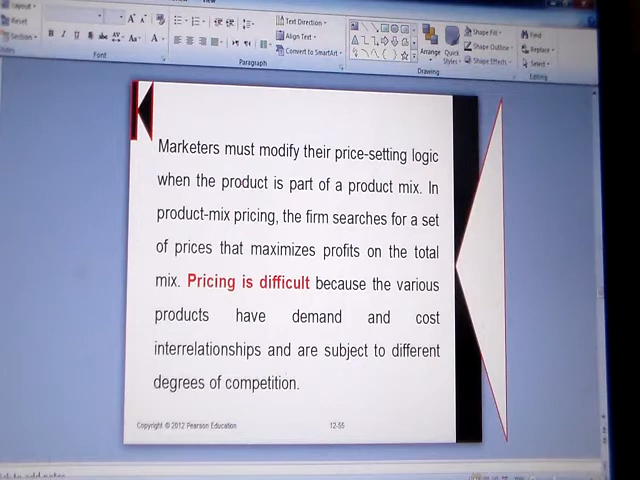 Layout
Reset
Section
Font
Paragraph
Text Direction
Align Text
Convert to SmartArt
Arrange
Quick
Styles
Shape Fill
Shape Outline
Shape Effects
Drawing
Find
Replace
Select
Editing
Marketers must modify their price-setting logic
when the product is part of a product mix. In
product-mix pricing, the firm searches for a set
of prices that maximizes profits on the total
mix. Pricing is difficult because the various
products have demand and cost
interrelationships and are subject to different
degrees of competition.
Copyright © 2012 Pearson Education
12-55